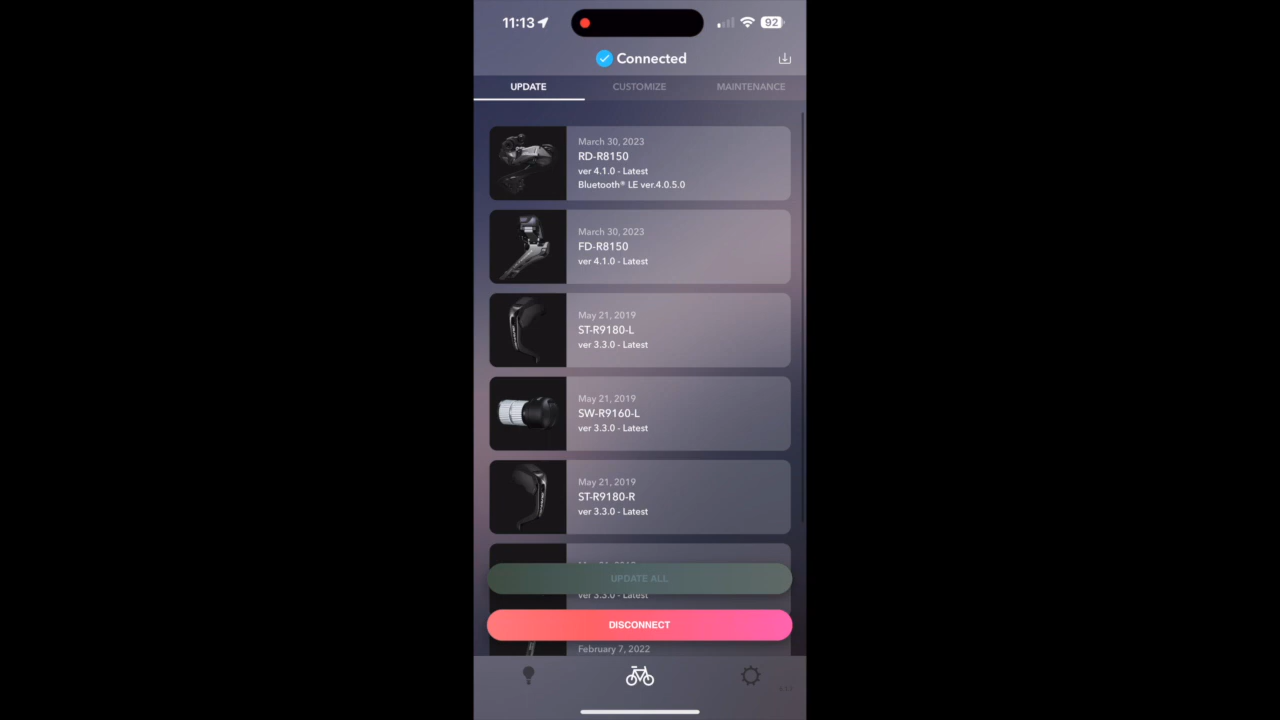 11:13
92
Connected
UPDATE
CUSTOMIZE
MAINTENANCE
March 30, 2023
RD-R8150
ver 4.1.0 - Latest
Bluetooth® LE ver.4.0.5.0
March 30, 2023
FD-R8150
ver 4.1.0 - Latest
May 21, 2019
ST-R9180-L
ver 3.3.0 - Latest
May 21, 2019
SW-R9160-L
ver 3.3.0 - Latest
May 21, 2019
ST-R9180-R
ver 3.3.0 - Latest
UPDATE ALL
ver 3.3.0 - Latest
DISCONNECT
February 7, 2022